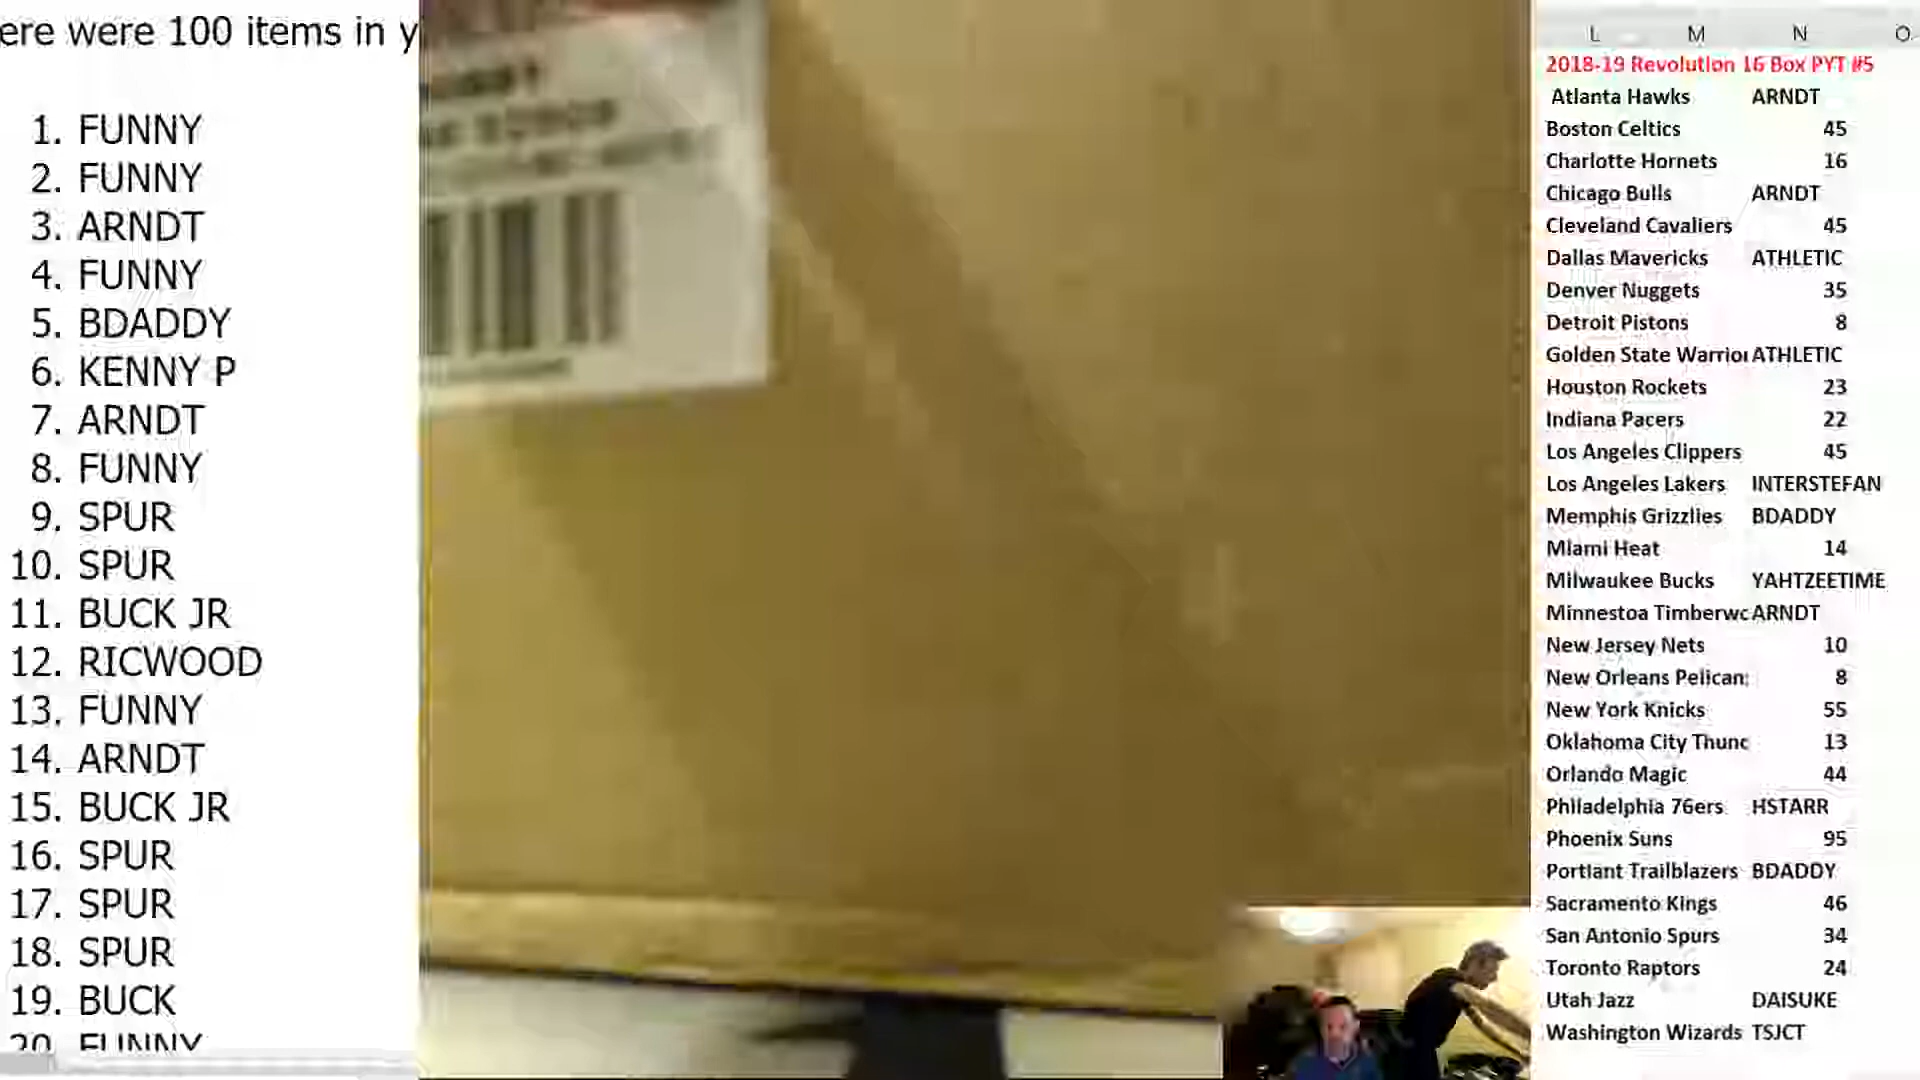 ere were 100 items in y
1. FUNNY
2. FUNNY
3. ARNDT
4. FUNNY
5. BDADDY
6. KENNY P
7. ARNDT
8. FUNNY
9. SPUR
10. SPUR
11. BUCK JR
12. RICWOOD
13. FUNNY
14. ARNDT
15. BUCK JR
16. SPUR
17. SPUR
18. SPUR
19. BUCK
20. FUNNY
L M N O
2018-19 Revolution 16 Box PYT #5
Atlanta Hawks ARNDT
Boston Celtics 45
Charlotte Hornets 16
Chicago Bulls ARNDT
Cleveland Cavaliers 45
Dallas Mavericks ATHLETIC
Denver Nuggets 35
Detroit Pistons 8
Golden State Warrior ATHLETIC
Houston Rockets 23
Indiana Pacers 22
Los Angeles Clippers 45
Los Angeles Lakers INTERSTEFAN
Memphis Grizzlies BDADDY
Miami Heat 14
Milwaukee Bucks YAHTZEETIME
Minnestoa Timberwc ARNDT
New Jersey Nets 10
New Orleans Pelican: 8
New York Knicks 55
Oklahoma City Thunc 13
Orlando Magic 44
Philadelphia 76ers HSTARR
Phoenix Suns 95
Portlant Trailblazers BDADDY
Sacramento Kings 46
San Antonio Spurs 34
Toronto Raptors 24
Utah Jazz DAISUKE
Washington Wizards TSJCT